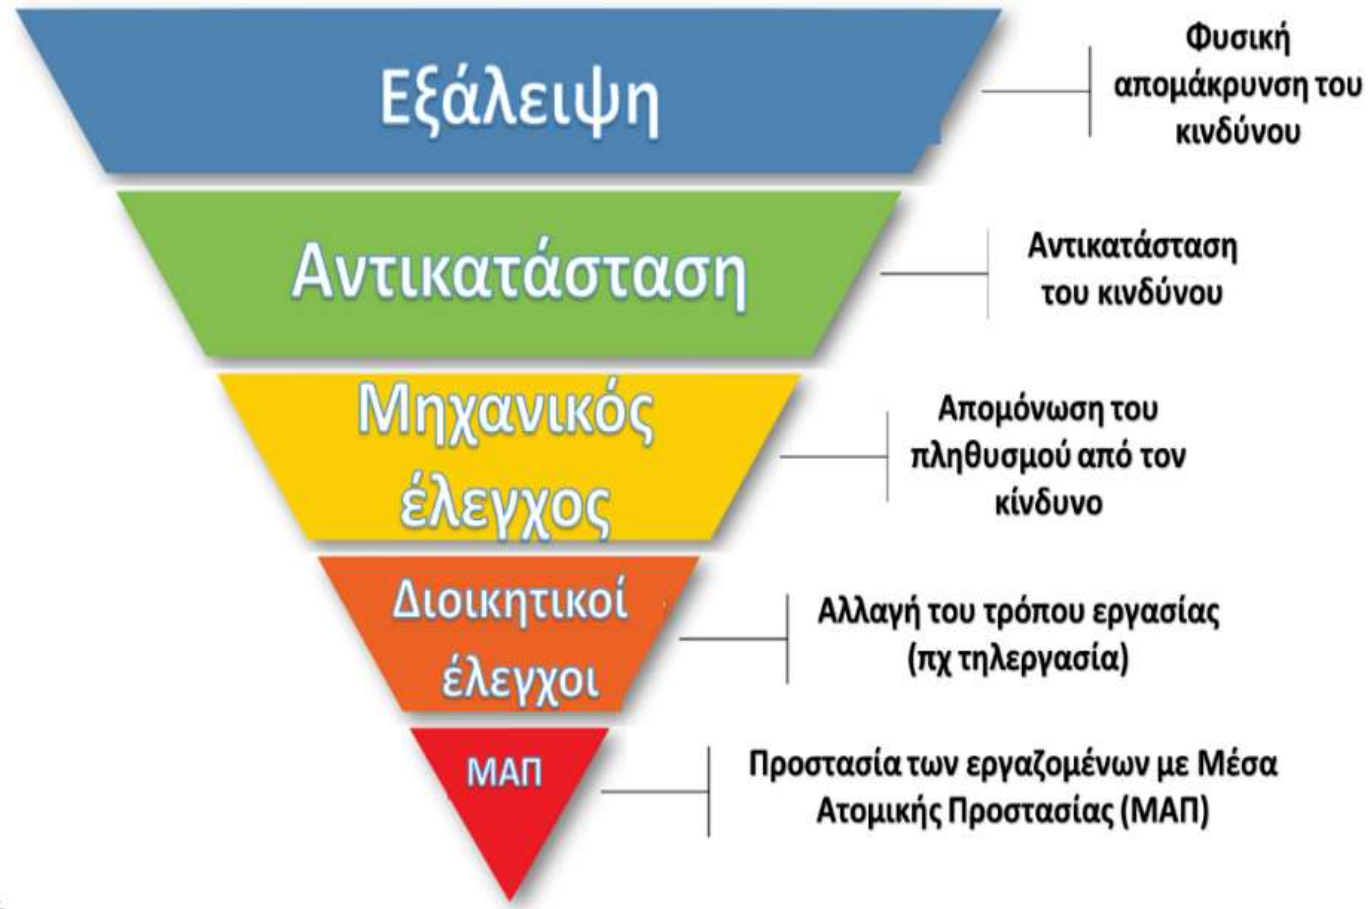 Εξάλειψη
Φυσική
απομάκρυνση του
κινδύνου
Αντικατάσταση
Αντικατάσταση
του κινδύνου
Μηχανικός
έλεγχος
Απομόνωση του
πληθυσμού από τον
κίνδυνο
Διοικητικοί
έλεγχοι
Αλλαγή του τρόπου εργασίας
(πχ τηλεργασία)
ΜΑΠ
Προστασία των εργαζομένων με Μέσα
Ατομικής Προστασίας (ΜΑΠ)